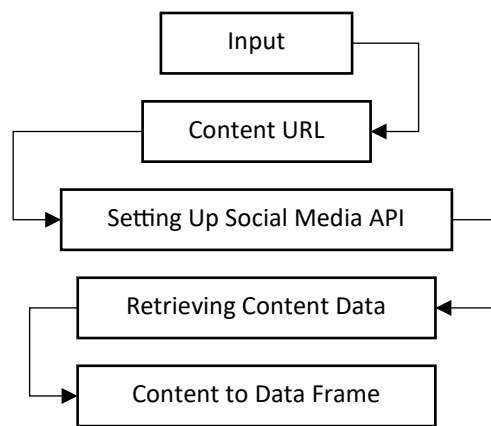 Input
Content URL
Setting Up Social Media API
Retrieving Content Data
Content to Data Frame